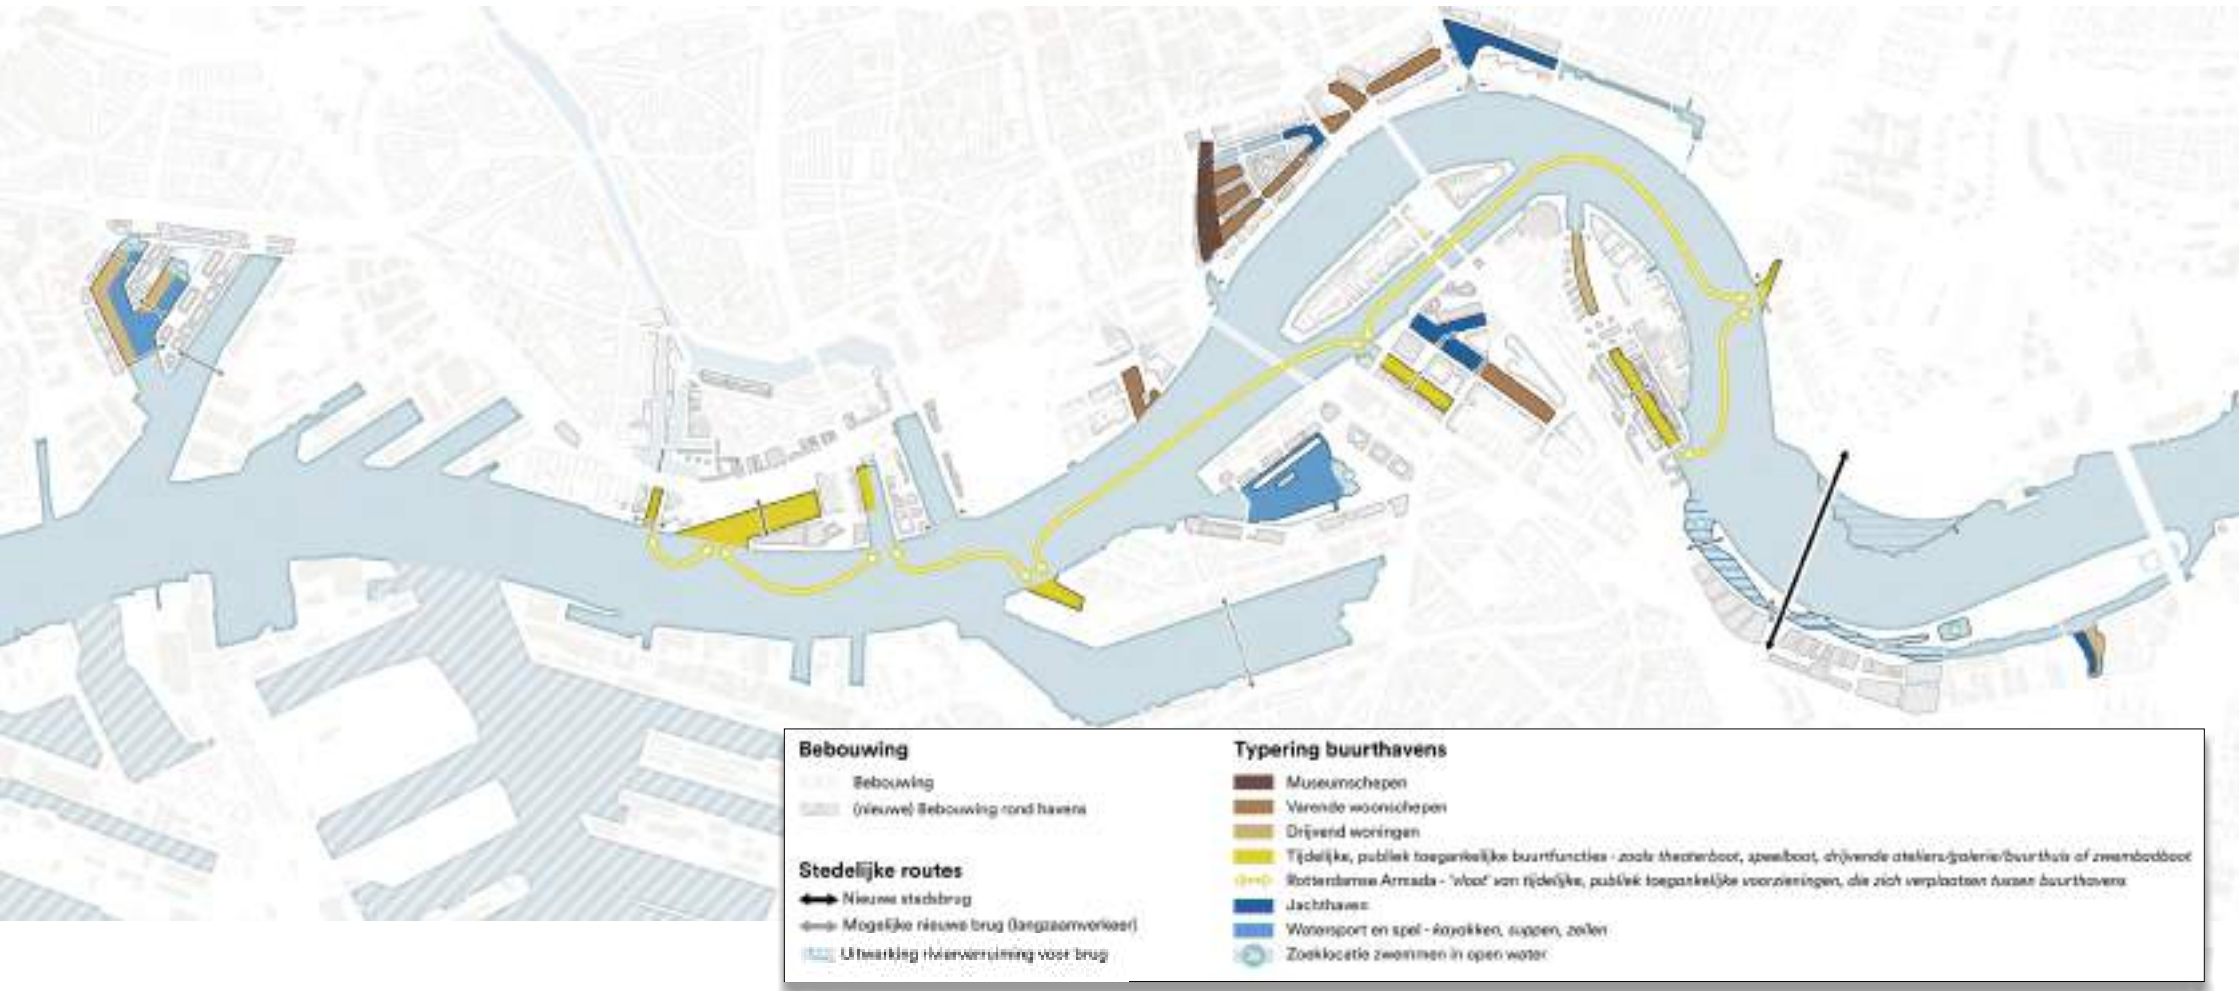 Bebouwing
Bebouwing
(nieuwe) Bebouwing rond havens
Stedelijke routes
Nieuwe stadsbrug
Mogelijke nieuwe brug (langzaamverkeer)
Uitwerking rivierverruiming voor brug
Typering buurthavens
Museumschepen
Varende woonschepen
Drijvend woningen
Tijdelijke, publiek toegankelijke buurtfuncties - zoals theaterboot, speelboot, drijvende ateliers/galerie/buurthuis of zwembadboot
Rotterdamse Armada - 'vloot' van tijdelijke, publiek toegankelijke voorzieningen, die zich verplaatsen tussen buurthavens
Jachthaven
Watersport en spel - kayakken, suppen, zeilen
Zoeklocatie zwemmen in open water